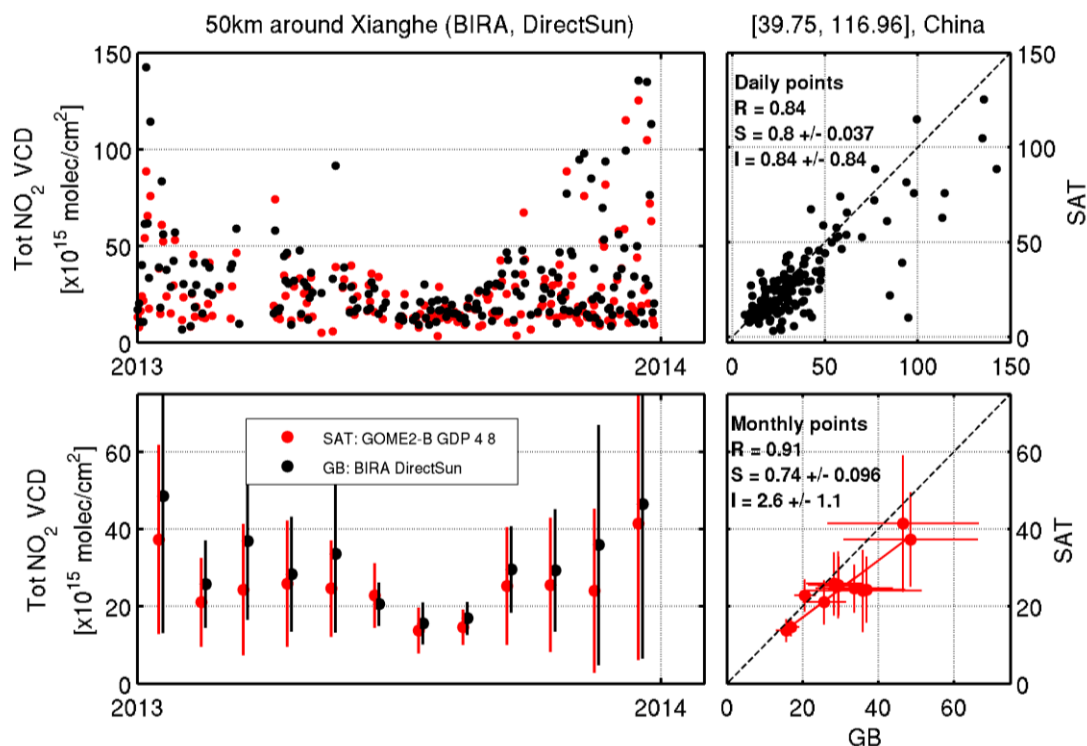 50km around Xianghe (BIRA, DirectSun)
[39.75, 116.96], China
Tot NO2 VCD
[x10^15 molec/cm^2]
150
100
50
0
2013
2014
Daily points
R = 0.84
S = 0.8 +/- 0.037
I = 0.84 +/- 0.84
150
100
50
0
SAT
0
50
100
150
Tot NO2 VCD
[x10^15 molec/cm^2]
60
40
20
0
2013
2014
SAT: GOME2-B GDP 4 8
GB: BIRA DirectSun
Monthly points
R = 0.91
S = 0.74 +/- 0.096
I = 2.6 +/- 1.1
60
40
20
0
SAT
0
20
40
60
GB